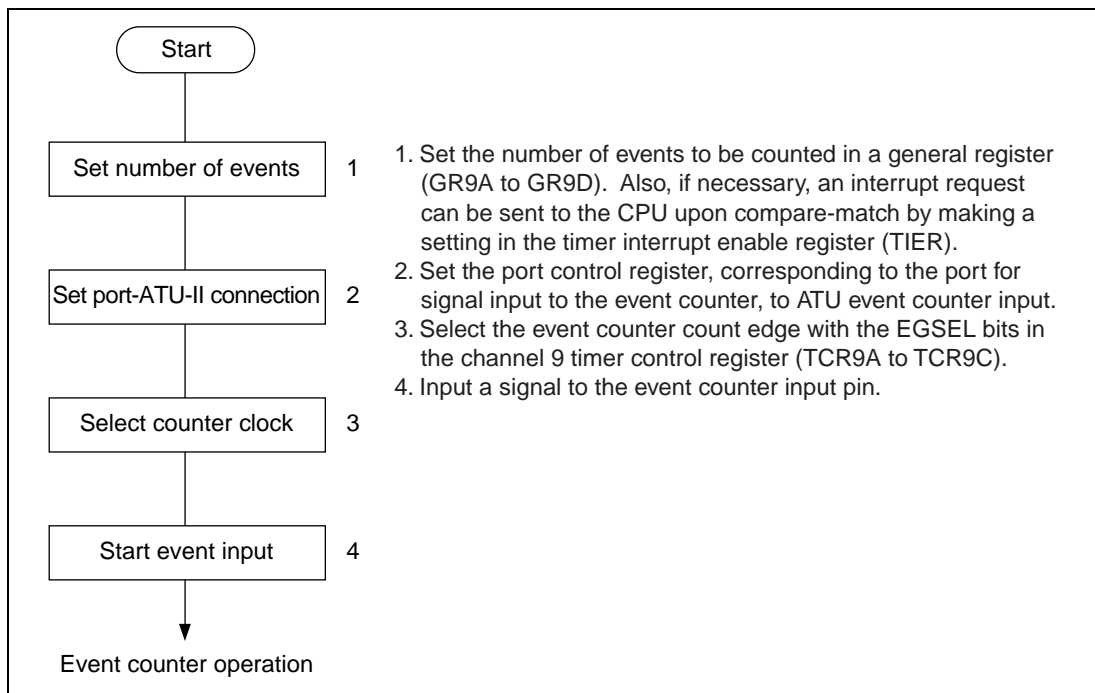 Start
Set number of events 1
Set port-ATU-II connection 2
Select counter clock 3
Start event input 4
Event counter operation
1. Set the number of events to be counted in a general register
(GR9A to GR9D).  Also, if necessary, an interrupt request
can be sent to the CPU upon compare-match by making a
setting in the timer interrupt enable register (TIER).
2. Set the port control register, corresponding to the port for
signal input to the event counter, to ATU event counter input.
3. Select the event counter count edge with the EGSEL bits in
the channel 9 timer control register (TCR9A to TCR9C).
4. Input a signal to the event counter input pin.